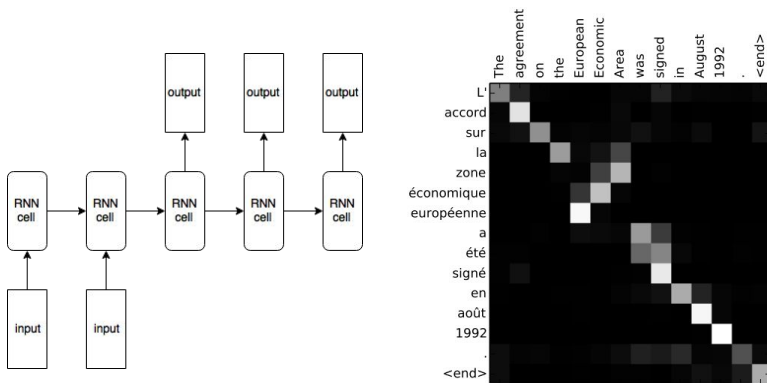 output
output
output
RNN
cell
RNN
cell
RNN
cell
RNN
cell
RNN
cell
input
input
The
agreement
on
the
European
Economic
Area
was
signed
in
August
1992
.
<end>
L'
accord
sur
la
zone
économique
européenne
a
été
signé
en
août
1992
.
<end>